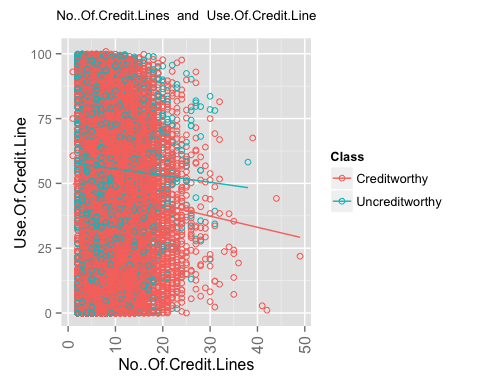 No..Of.Credit.Lines and Use.Of.Credit.Line
100
75
50
25
0
Use.Of.Credit.Line
0
10
20
30
40
50
No..Of.Credit.Lines
Class
Creditworthy
Uncreditworthy